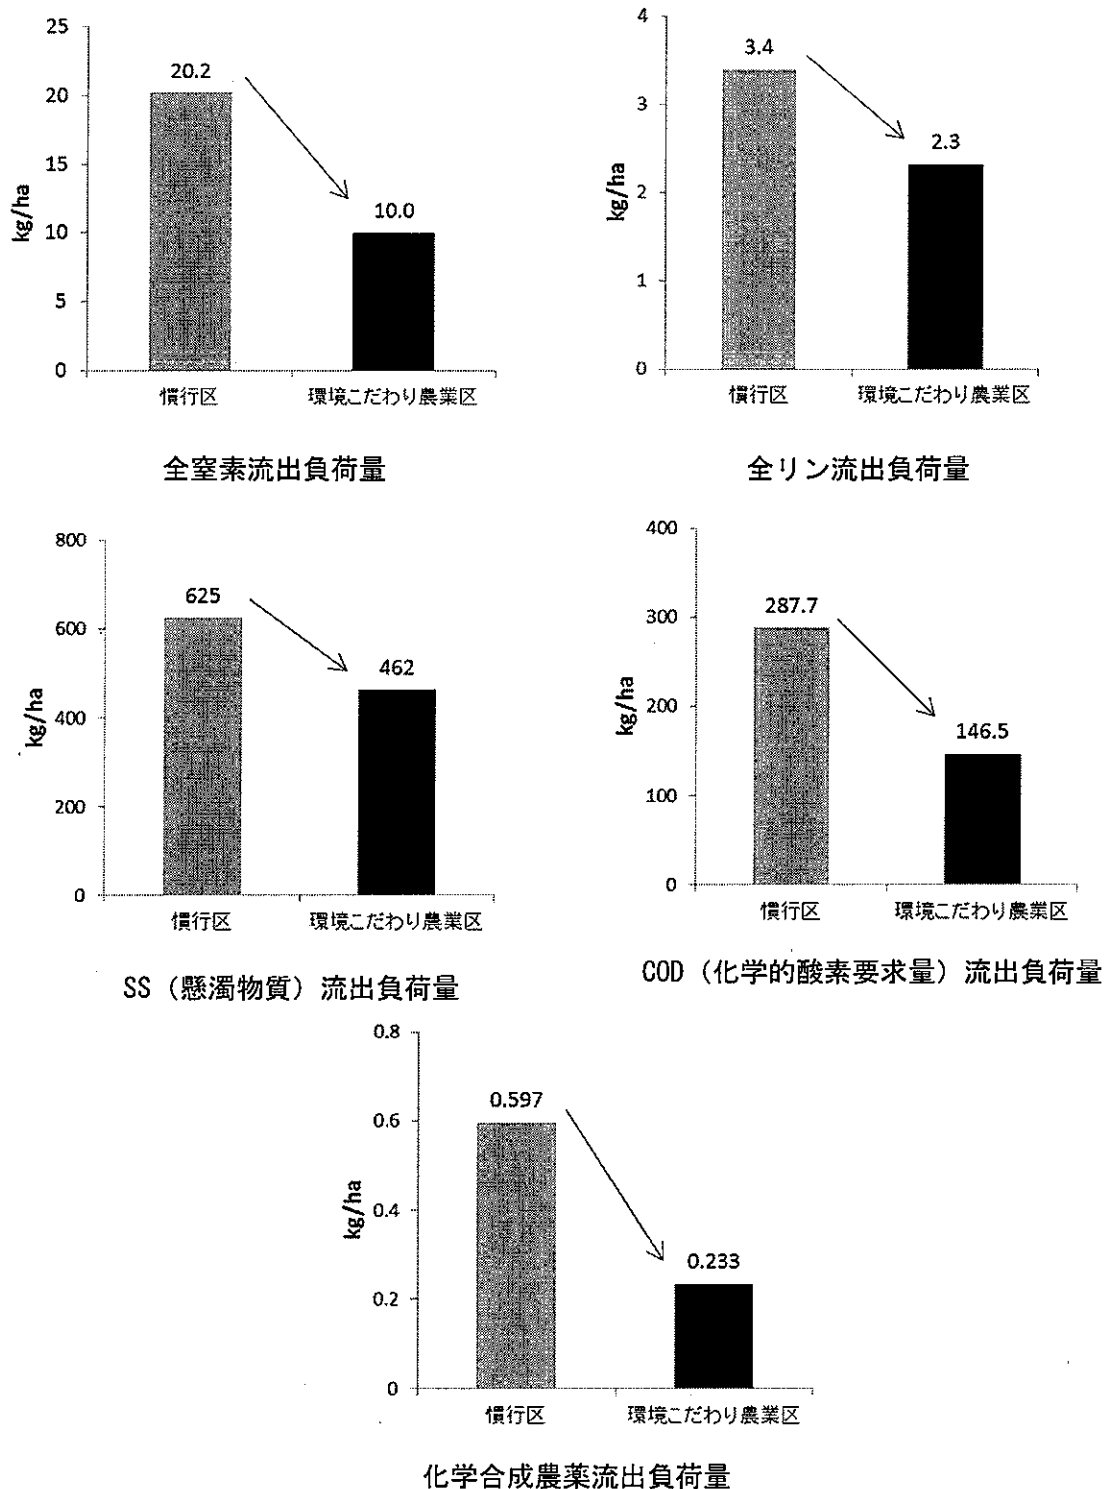 25
20
15
10
5
0
kg/ha
20.2
10.0
慣行区
環境こだわり農業区
全窒素流出負荷量
4
3
2
1
0
kg/ha
3.4
2.3
慣行区
環境こだわり農業区
全リン流出負荷量
800
600
400
200
0
kg/ha
625
462
慣行区
環境こだわり農業区
SS（懸濁物質）流出負荷量
400
300
200
100
0
kg/ha
287.7
146.5
慣行区
環境こだわり農業区
COD（化学的酸素要求量）流出負荷量
0.8
0.6
0.4
0.2
0
kg/ha
0.597
0.233
慣行区
環境こだわり農業区
化学合成農薬流出負荷量